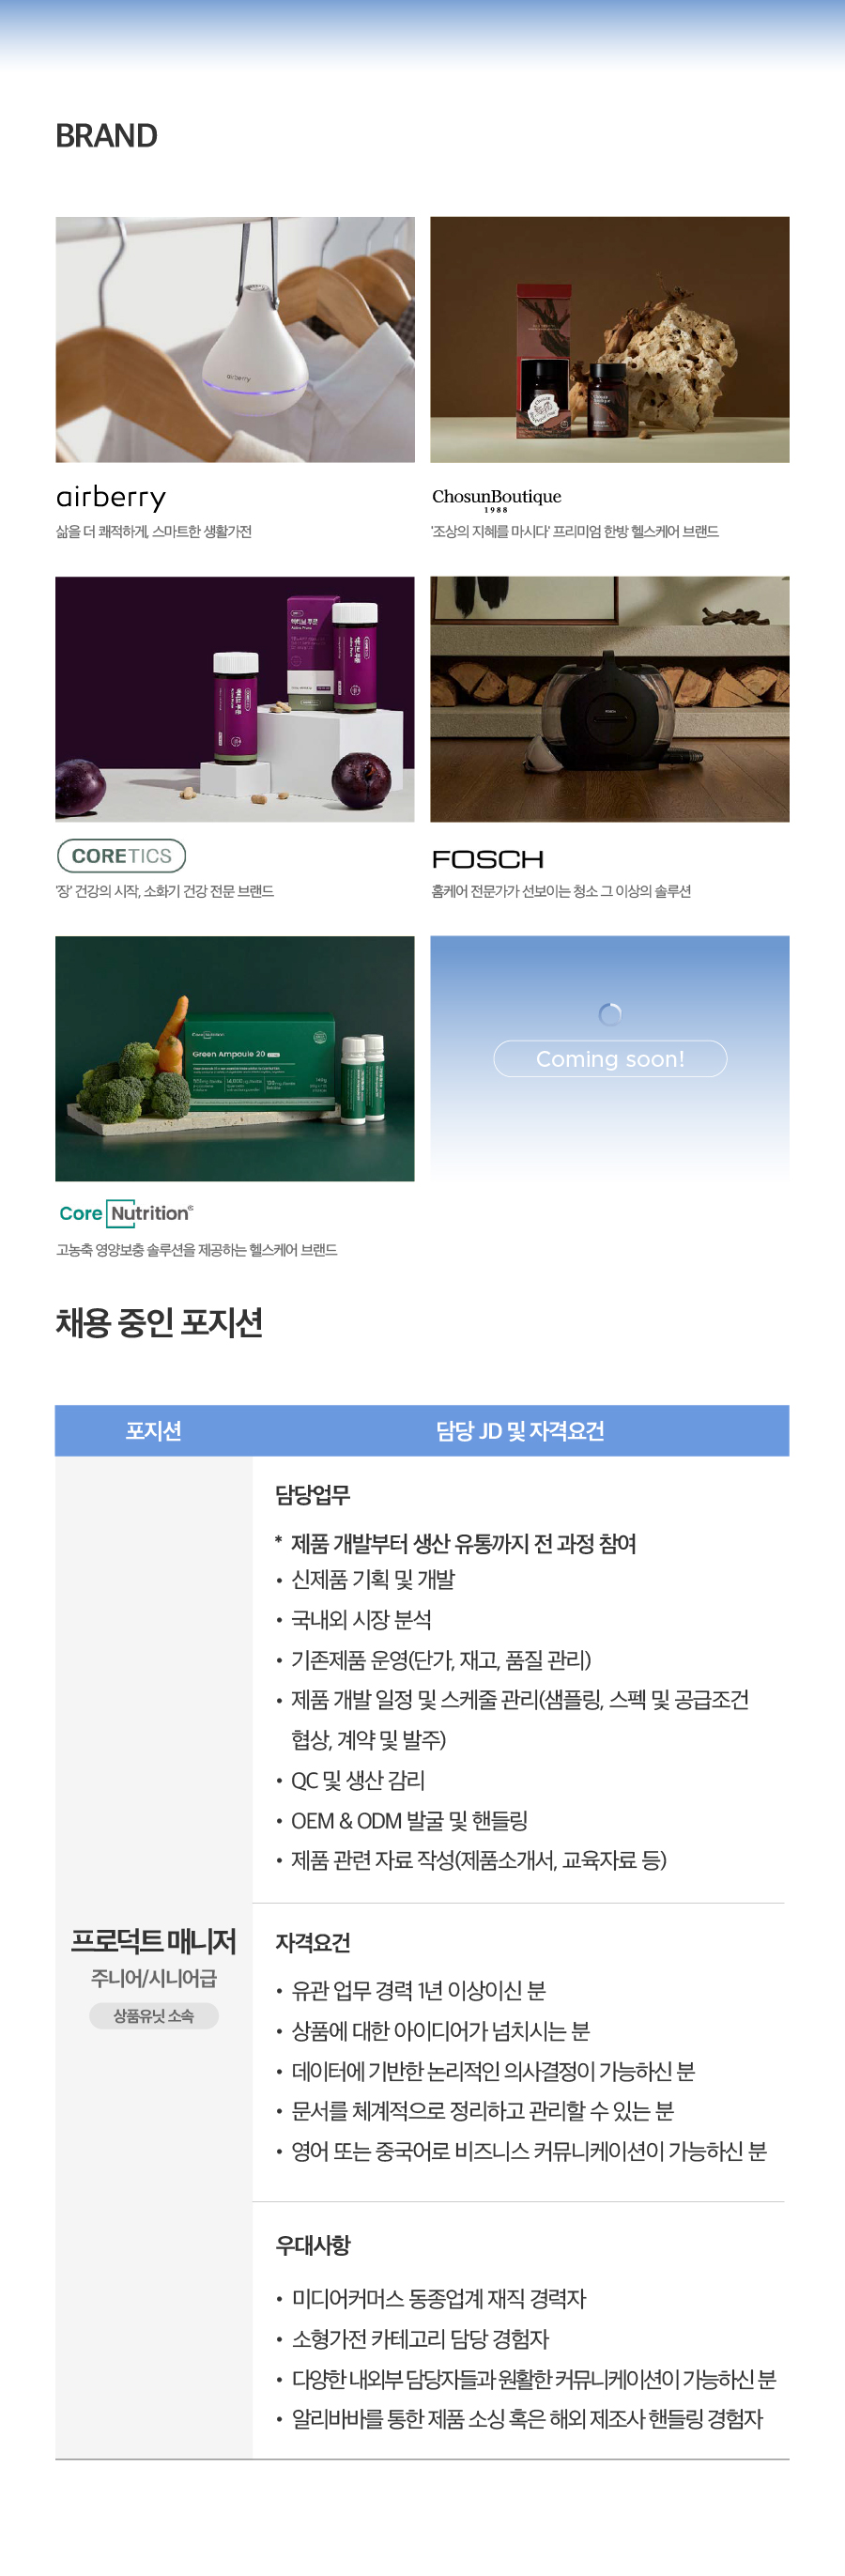 BRAND
airberry
airberry
삶을 더 쾌적하게, 스마트한 생활가전
ChosunBoutique
1988
'조상의 지혜를 마시다' 프리미엄 한방 헬스케어 브랜드
액티브 푸룬
Active Prune
CORETICS
'장' 건강의 시작, 소화기 건강 전문 브랜드
FOSCH
FOSCH
홈케어 전문가가 선보이는 청소 그 이상의 솔루션
Core Nutrition
Green Ampoule 20
Core Nutrition
고농축 영양보충 솔루션을 제공하는 헬스케어 브랜드
Coming soon!
채용 중인 포지션
포지션
담당 JD 및 자격요건
프로덕트 매니저
주니어/시니어급
상품유닛 소속
담당업무
* 제품 개발부터 생산 유통까지 전 과정 참여
• 신제품 기획 및 개발
• 국내외 시장 분석
• 기존제품 운영(단가, 재고, 품질 관리)
• 제품 개발 일정 및 스케줄 관리(샘플링, 스펙 및 공급조건
협상, 계약 및 발주)
• QC 및 생산 감리
• OEM & ODM 발굴 및 핸들링
• 제품 관련 자료 작성(제품소개서, 교육자료 등)
자격요건
• 유관 업무 경력 1년 이상이신 분
• 상품에 대한 아이디어가 넘치시는 분
• 데이터에 기반한 논리적인 의사결정이 가능하신 분
• 문서를 체계적으로 정리하고 관리할 수 있는 분
• 영어 또는 중국어로 비즈니스 커뮤니케이션이 가능하신 분
우대사항
• 미디어커머스 동종업계 재직 경력자
• 소형가전 카테고리 담당 경험자
• 다양한 내외부 담당자들과 원활한 커뮤니케이션이 가능하신 분
• 알리바바를 통한 제품 소싱 혹은 해외 제조사 핸들링 경험자